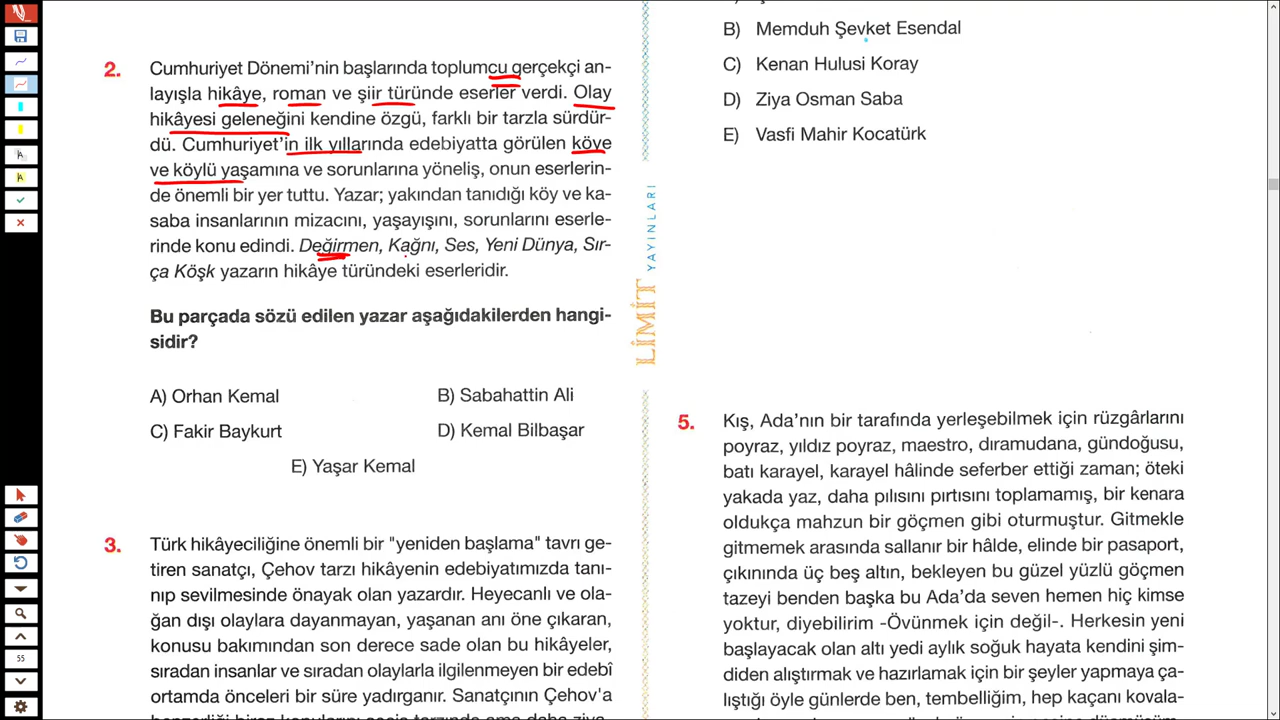 2. Cumhuriyet Dönemi'nin başlarında toplumcu gerçekçi an-
layışla hikâye, roman ve şiir türünde eserler verdi. Olay
hikâyesi geleneğini kendine özgü, farklı bir tarzla sürdür-
dü. Cumhuriyet'in ilk yıllarında edebiyatta görülen köye
ve köylü yaşamına ve sorunlarına yöneliş, onun eserlerin-
de önemli bir yer tuttu. Yazar; yakından tanıdığı köy ve ka-
saba insanlarının mizacını, yaşayışını, sorunlarını eserle-
rinde konu edindi. Değirmen, Kağnı, Ses, Yeni Dünya, Sır-
ça Köşk yazarın hikâye türündeki eserleridir.
Bu parçada sözü edilen yazar aşağıdakilerden hangi-
sidir?
A) Orhan Kemal
B) Sabahattin Ali
C) Fakir Baykurt
D) Kemal Bilbaşar
E) Yaşar Kemal
3. Türk hikâyeciliğine önemli bir "yeniden başlama" tavrı ge-
tiren sanatçı, Çehov tarzı hikâyenin edebiyatımızda tanı-
nıp sevilmesinde önayak olan yazardır. Heyecanlı ve ola-
ğan dışı olaylara dayanmayan, yaşanan anı öne çıkaran,
konusu bakımından son derece sade olan bu hikâyeler,
sıradan insanlar ve sıradan olaylarla ilgilenmeyen bir edebî
ortamda önceleri bir süre yadırganır. Sanatçının Çehov'a
B) Memduh Şevket Esendal
C) Kenan Hulusi Koray
D) Ziya Osman Saba
E) Vasfi Mahir Kocatürk
LİMİT YAYINLARI
5. Kış, Ada'nın bir tarafında yerleşebilmek için rüzgârlarını
poyraz, yıldız poyraz, maestro, dıramudana, gündoğusu,
batı karayel, karayel hâlinde seferber ettiği zaman; öteki
yakada yaz, daha pılısını pırtısını toplamamış, bir kenara
oldukça mahzun bir göçmen gibi oturmuştur. Gitmekle
gitmemek arasında sallanır bir hâlde, elinde bir pasaport,
çıkınında üç beş altın, bekleyen bu güzel yüzlü göçmen
tazeyi benden başka bu Ada'da seven hemen hiç kimse
yoktur, diyebilirim -Övünmek için değil-. Herkesin yeni
başlayacak olan altı yedi aylık soğuk hayata kendini şim-
diden alıştırmak ve hazırlamak için bir şeyler yapmaya ça-
lıştığı öyle günlerde ben, tembelliğim, hep kaçanı kovala-
55